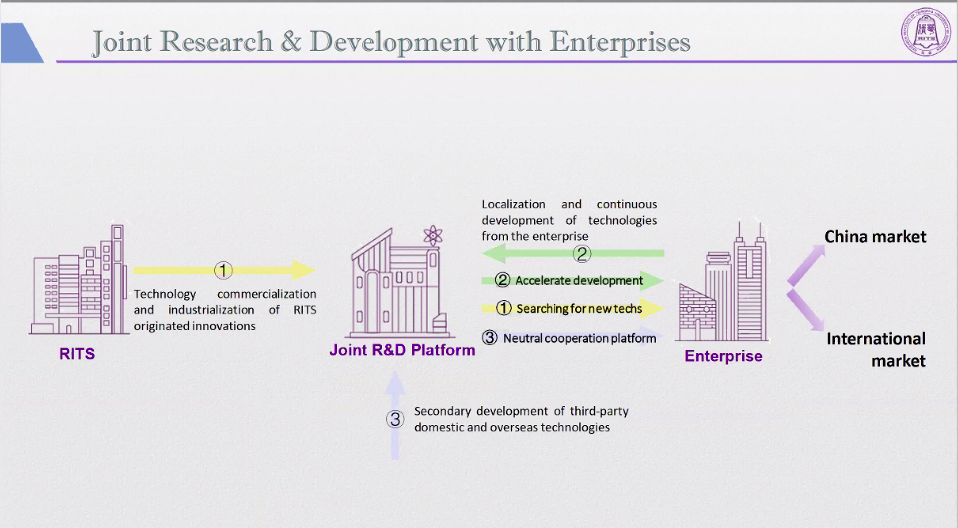 Joint Research & Development with Enterprises
RITS
①
Technology commercialization
and industrialization of RITS
originated innovations
RITS
Joint R&D Platform
Localization and continuous
development of technologies
from the enterprise
②
② Accelerate development
① Searching for new techs
③ Neutral cooperation platform
Enterprise
China market
International
market
③
Secondary development of third-party
domestic and overseas technologies